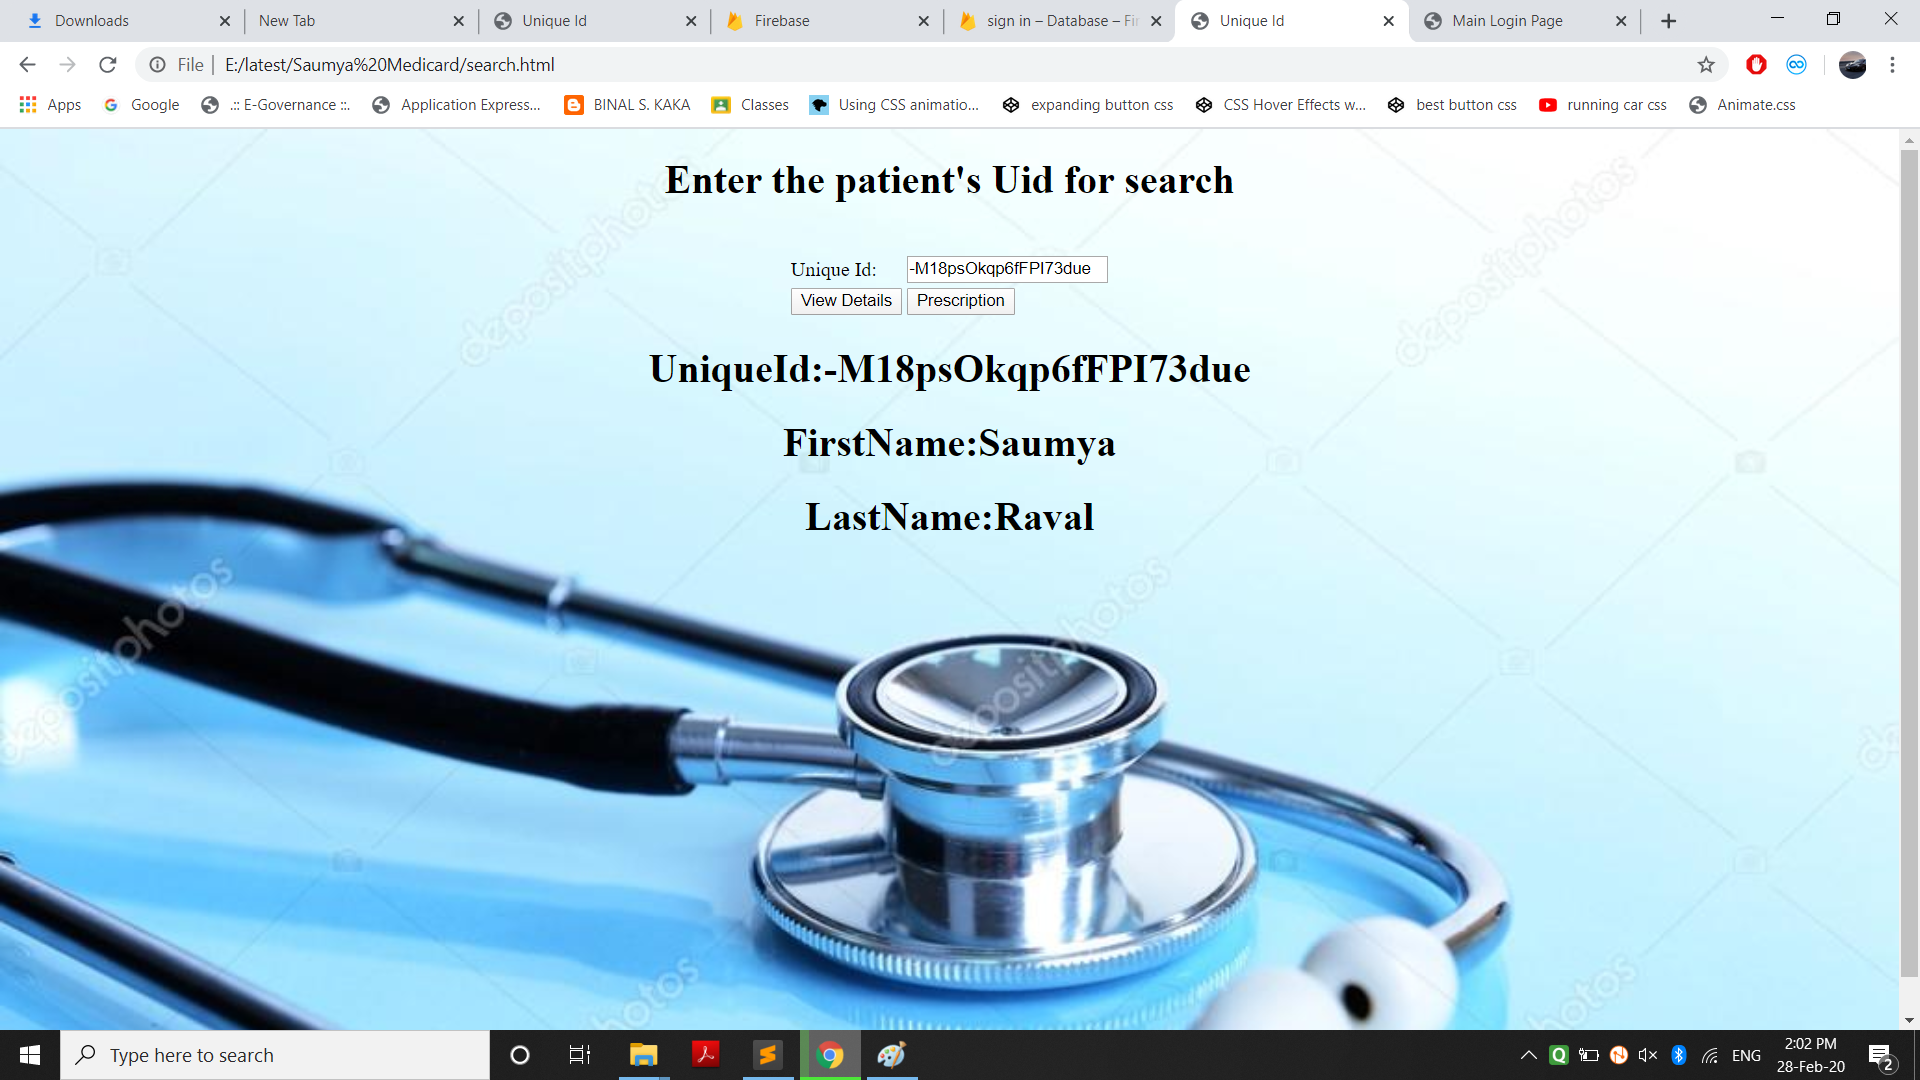 Downloads
New Tab
Unique Id
Firebase
sign in – Database – Fir
Unique Id
Main Login Page
File | E:/latest/Saumya%20Medicard/search.html
Apps
Google
.:: E-Governance ::.
Application Express...
BINAL S. KAKA
Classes
Using CSS animatio...
expanding button css
CSS Hover Effects w...
best button css
running car css
Animate.css
Enter the patient's Uid for search
Unique Id: -M18psOkqp6fFPI73due
View Details Prescription
UniqueId:-M18psOkqp6fFPI73due
FirstName:Saumya
LastName:Raval
depositphotos
depositphotos
depositphotos
depositphotos
Type here to search
ENG
2:02 PM
28-Feb-20
2